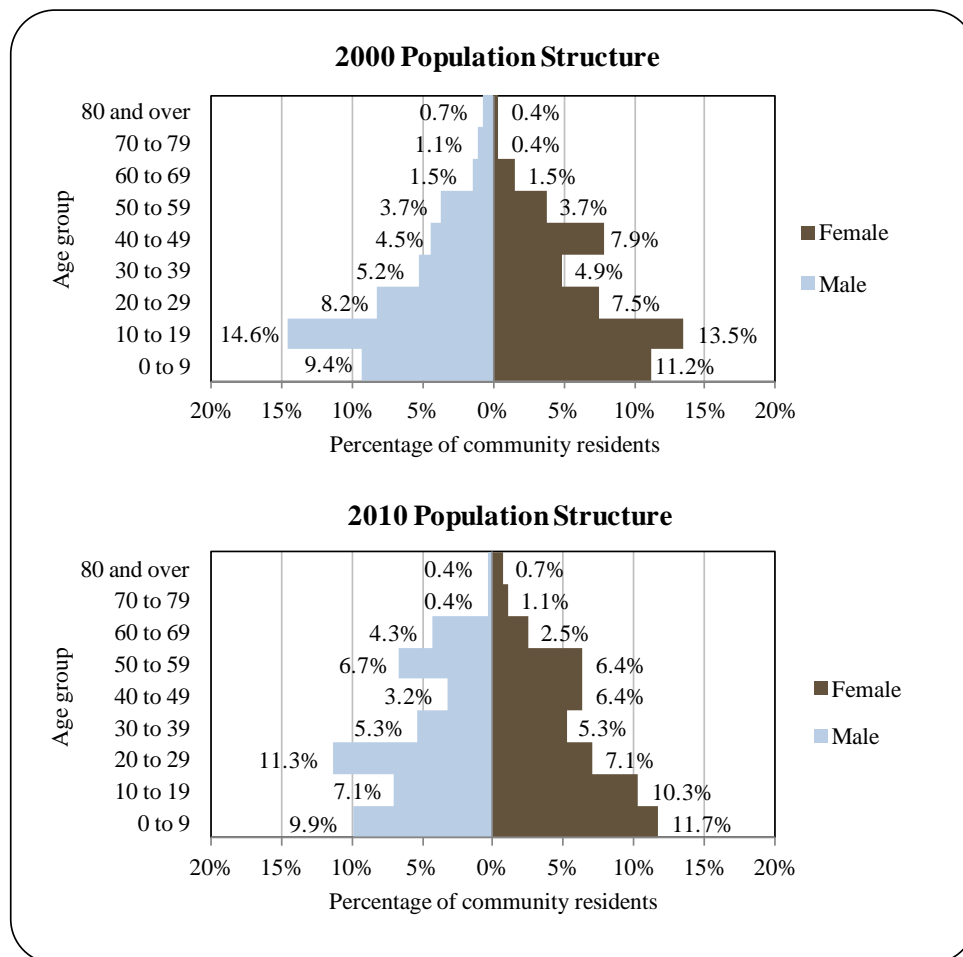 2000 Population Structure
80 and over 0.7% 0.4%
70 to 79 1.1% 0.4%
60 to 69 1.5% 1.5%
50 to 59 3.7% 3.7%
40 to 49 4.5% 7.9%
30 to 39 5.2% 4.9%
20 to 29 8.2% 7.5%
10 to 19 14.6% 13.5%
0 to 9 9.4% 11.2%
20% 15% 10% 5% 0% 5% 10% 15% 20%
Percentage of community residents
Age group
Female
Male
2010 Population Structure
80 and over 0.4% 0.7%
70 to 79 0.4% 1.1%
60 to 69 4.3% 2.5%
50 to 59 6.7% 6.4%
40 to 49 3.2% 6.4%
30 to 39 5.3% 5.3%
20 to 29 11.3% 7.1%
10 to 19 7.1% 10.3%
0 to 9 9.9% 11.7%
20% 15% 10% 5% 0% 5% 10% 15% 20%
Percentage of community residents
Age group
Female
Male